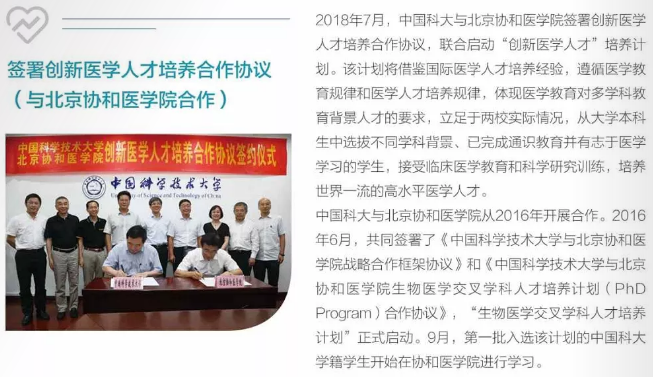 签署创新医学人才培养合作协议
（与北京协和医学院合作）
中国科学技术大学
北京协和医学院
创新医学人才培养合作协议签约仪式
中国科学技术大学
University of Science and Technology of China
中国科学技术大学
北京协和医学院
2018年7月，中国科大与北京协和医学院签署创新医学
人才培养合作协议，联合启动“创新医学人才”培养计
划。该计划将借鉴国际医学人才培养经验，遵循医学教
育规律和医学人才培养规律，体现医学教育对多学科教
育背景人才的要求，立足于两校实际情况，从大学本科
生中选拔不同学科背景、已完成通识教育并有志于医学
学习的学生，接受临床医学教育和科学研究训练，培养
世界一流的高水平医学人才。
中国科大与北京协和医学院从2016年开展合作。2016
年6月，共同签署了《中国科学技术大学与北京协和医
学院战略合作框架协议》和《中国科学技术大学与北京
协和医学院生物医学交叉学科人才培养计划（PhD
Program）合作协议》，“生物医学交叉学科人才培养
计划”正式启动。9月，第一批入选该计划的中国科大
学籍学生开始在协和医学院进行学习。